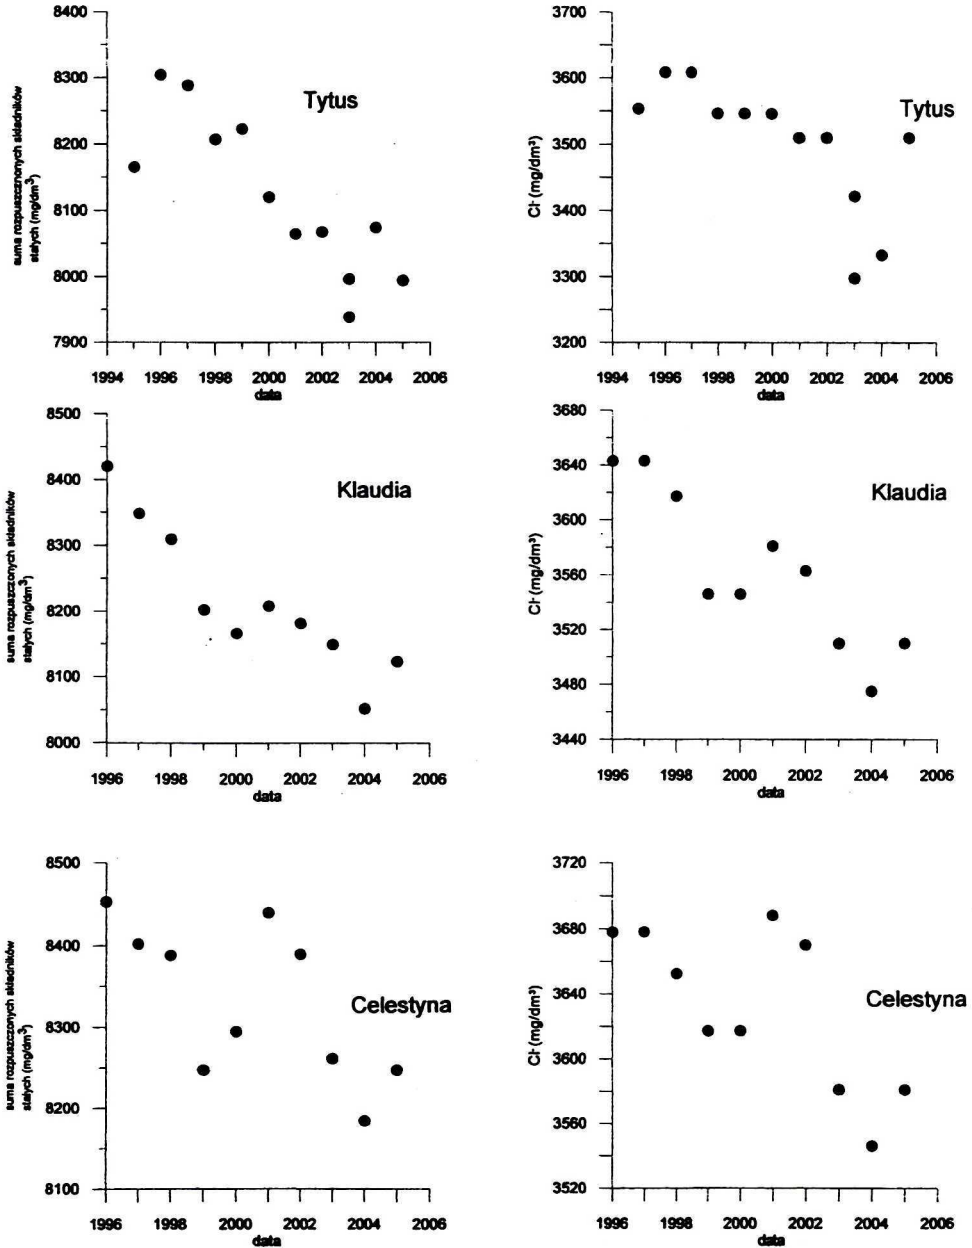 8400
8300
8200
8100
8000
7900
suma rozpuszcznonych składników
stałych (mg/dm³)
Tytus
1994 1996 1998 2000 2002 2004 2006
data
3700
3600
3500
3400
3300
3200
Cl- (mg/dm³)
Tytus
1994 1996 1998 2000 2002 2004 2006
data
8500
8400
8300
8200
8100
8000
suma rozpuszczonych składników
stałych (mg/dm³)
Klaudia
1996 1998 2000 2002 2004 2006
data
3680
3640
3600
3560
3520
3480
3440
Cl- (mg/dm³)
Klaudia
1996 1998 2000 2002 2004 2006
data
8500
8400
8300
8200
8100
suma rozpuszczonych składników
stałych (mg/dm³)
Celestyna
1996 1998 2000 2002 2004 2006
data
3720
3680
3640
3600
3560
3520
Cl- (mg/dm³)
Celestyna
1996 1998 2000 2002 2004 2006
data